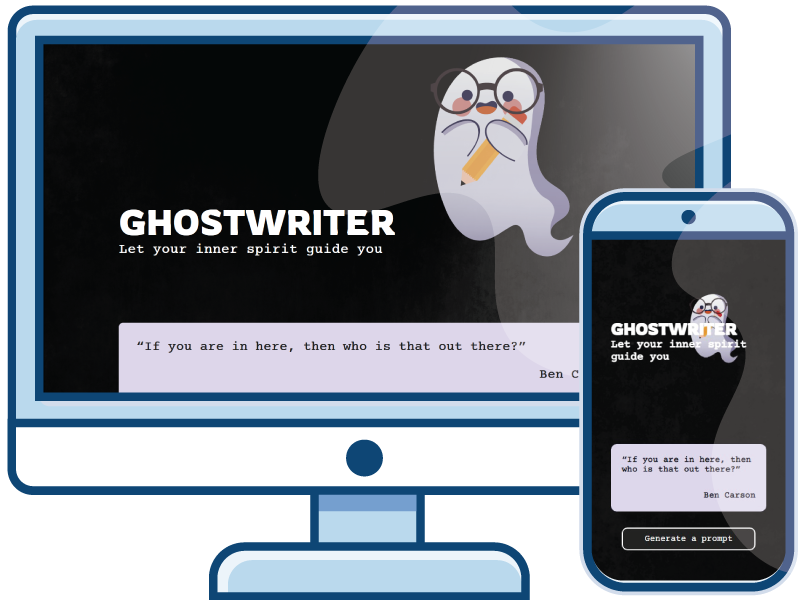 GHOSTWRITER
Let your inner spirit guide you
“If you are in here, then who is that out there?”
Ben C
GHOSTWRITER
Let your inner spirit
guide you
“If you are in here, then
who is that out there?”
Ben Carson
Generate a prompt